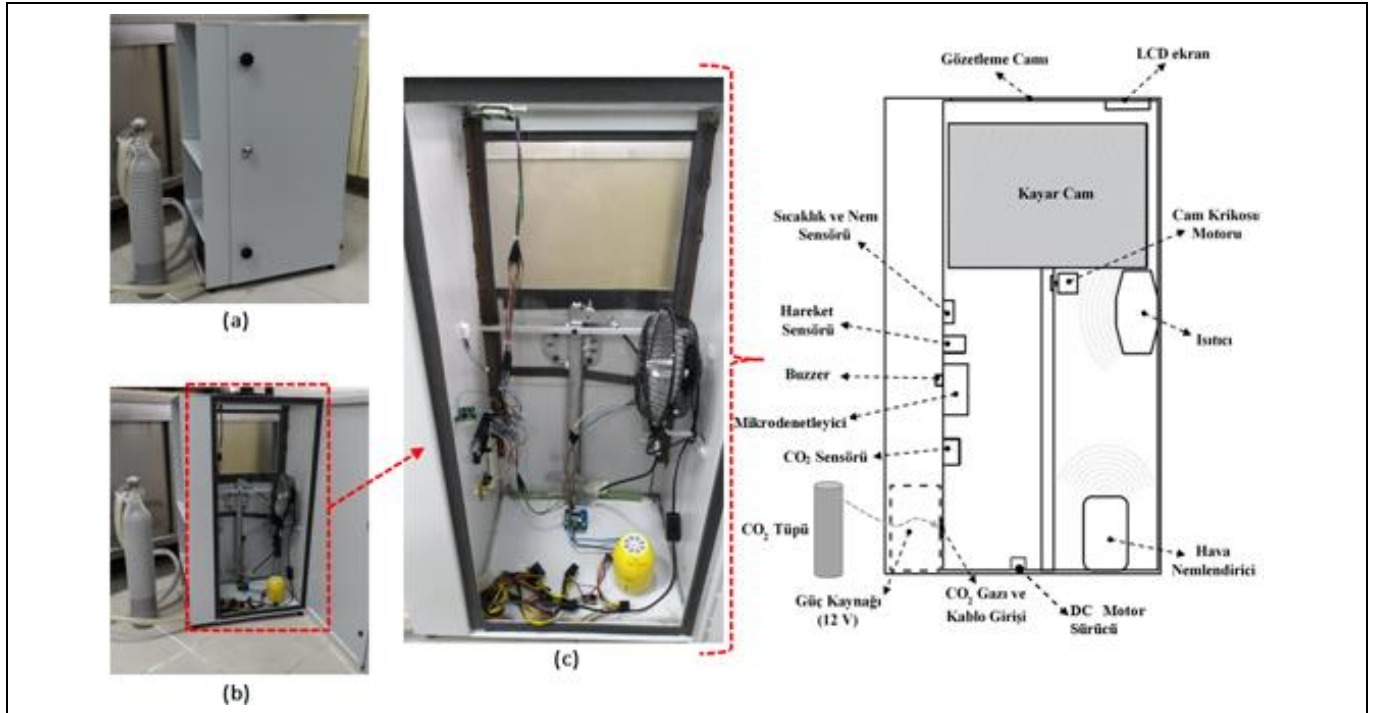 (a)
(b)
(c)
Gözetleme Camı
LCD ekran
Kayar Cam
Sıcaklık ve Nem
Sensörü
Cam Krikosu
Motoru
Hareket
Sensörü
Isıtıcı
Buzzer
Mikrodenetleyici
CO₂ Sensörü
CO₂ Tüpü
Güç Kaynağı
(12 V)
CO₂ Gazı ve
Kablo Girişi
DC Motor
Sürücü
Hava
Nemlendirici